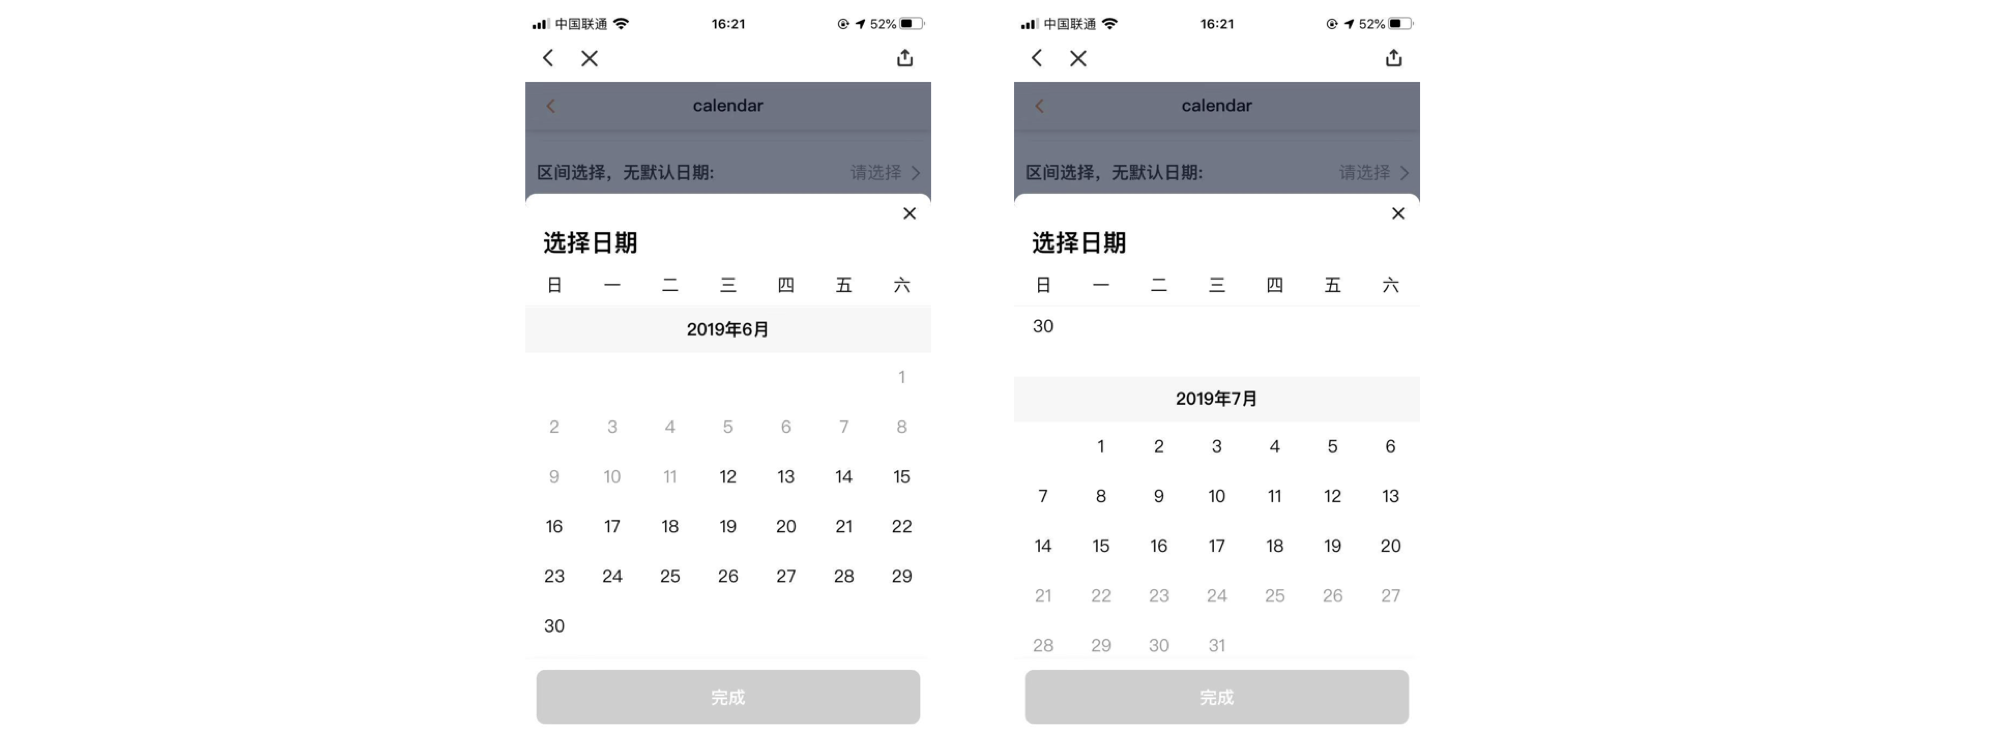 中国联通 16:21 52%
calendar
区间选择，无默认日期: 请选择
选择日期
日 一 二 三 四 五 六
2019年6月
1
2 3 4 5 6 7 8
9 10 11 12 13 14 15
16 17 18 19 20 21 22
23 24 25 26 27 28 29
30
完成
中国联通 16:21 52%
calendar
区间选择，无默认日期: 请选择
选择日期
日 一 二 三 四 五 六
30
2019年7月
1 2 3 4 5 6
7 8 9 10 11 12 13
14 15 16 17 18 19 20
21 22 23 24 25 26 27
28 29 30 31
完成